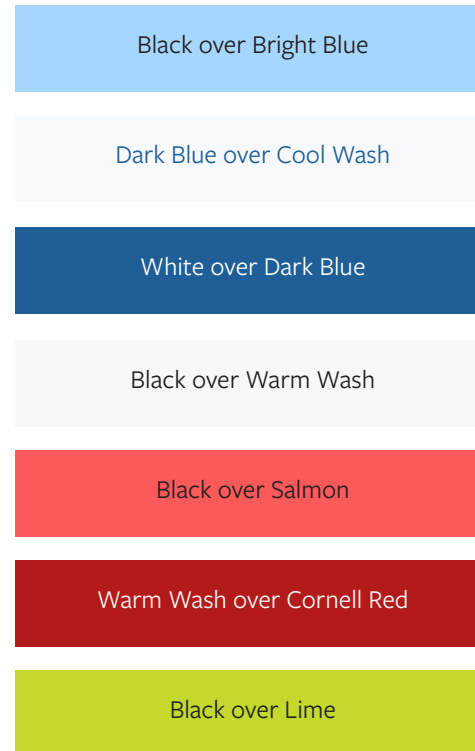 Black over Bright Blue
Dark Blue over Cool Wash
White over Dark Blue
Black over Warm Wash
Black over Salmon
Warm Wash over Cornell Red
Black over Lime